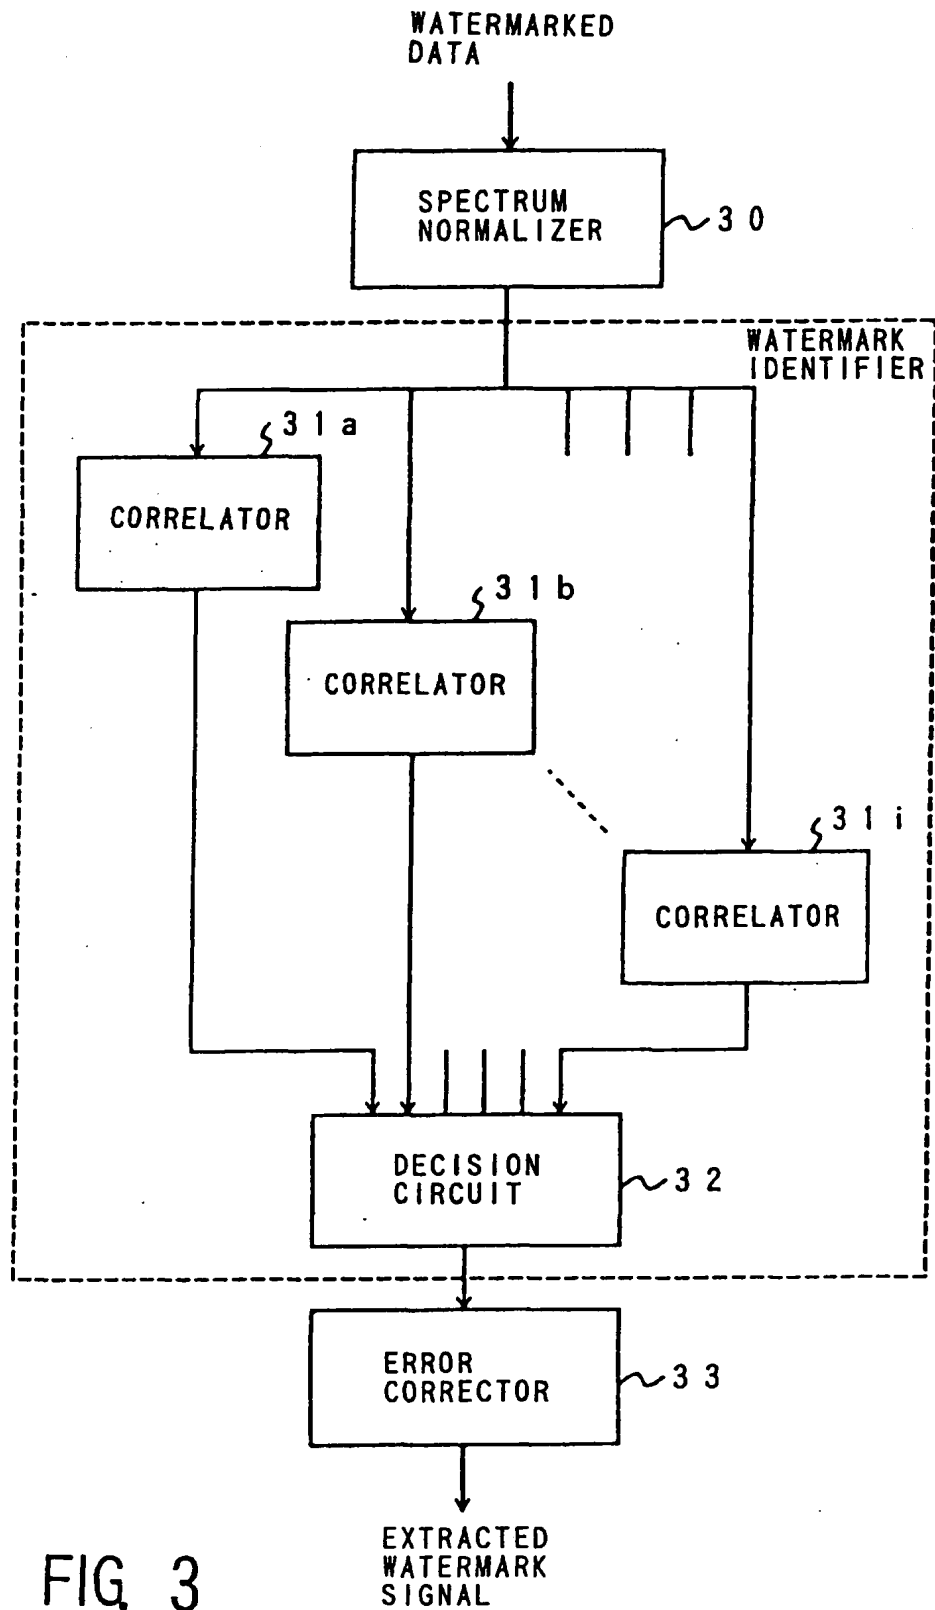 WATERMARKED
DATA
SPECTRUM
NORMALIZER
30
WATERMARK
IDENTIFIER
31a
CORRELATOR
31b
CORRELATOR
31i
CORRELATOR
DECISION
CIRCUIT
32
ERROR
CORRECTOR
33
EXTRACTED
WATERMARK
SIGNAL
FIG. 3